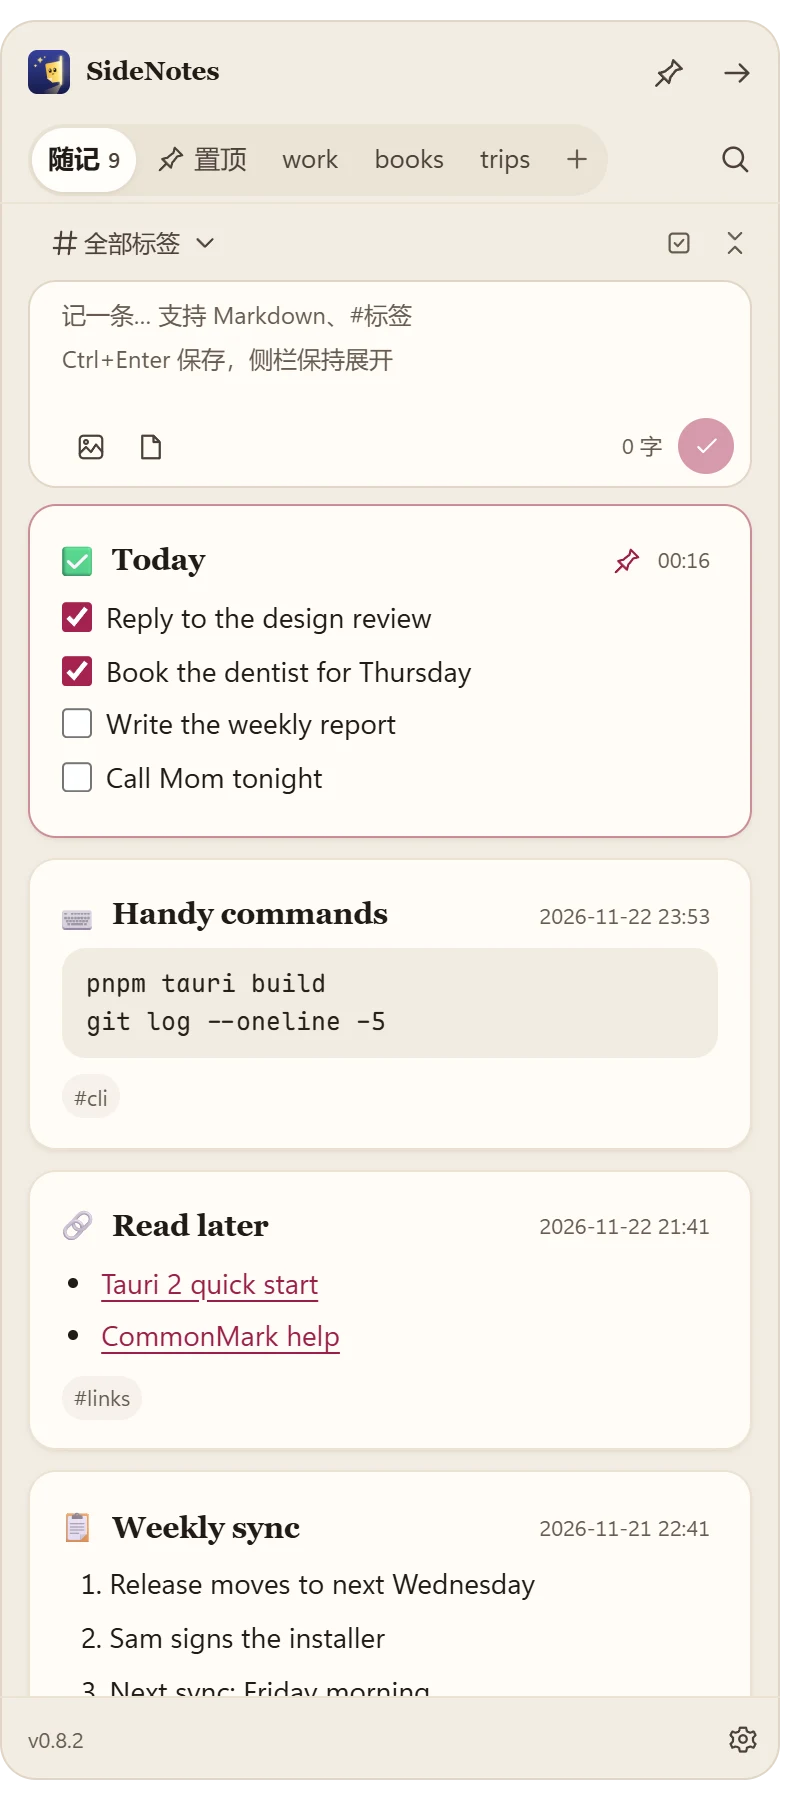 SideNotes
随记 9 置顶 work books trips +
# 全部标签
记一条... 支持 Markdown、#标签
Ctrl+Enter 保存，侧栏保持展开
0 字
Today 00:16
Reply to the design review
Book the dentist for Thursday
Write the weekly report
Call Mom tonight
Handy commands 2026-11-22 23:53
pnpm tauri build
git log --oneline -5
#cli
Read later 2026-11-22 21:41
• Tauri 2 quick start
• CommonMark help
#links
Weekly sync 2026-11-21 22:41
1. Release moves to next Wednesday
2. Sam signs the installer
3. Next sync: Friday morning
v0.8.2